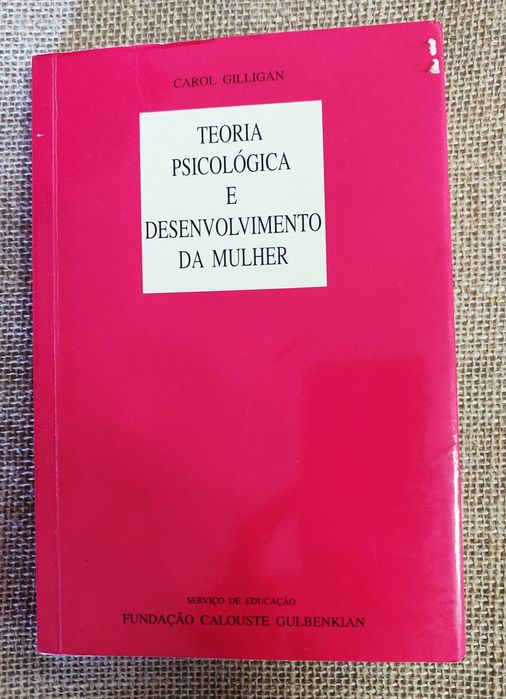 CAROL GILLIGAN
TEORIA
PSICOLÓGICA
E
DESENVOLVIMENTO
DA MULHER
SERVIÇO DE EDUCAÇÃO
FUNDAÇÃO CALOUSTE GULBENKIAN